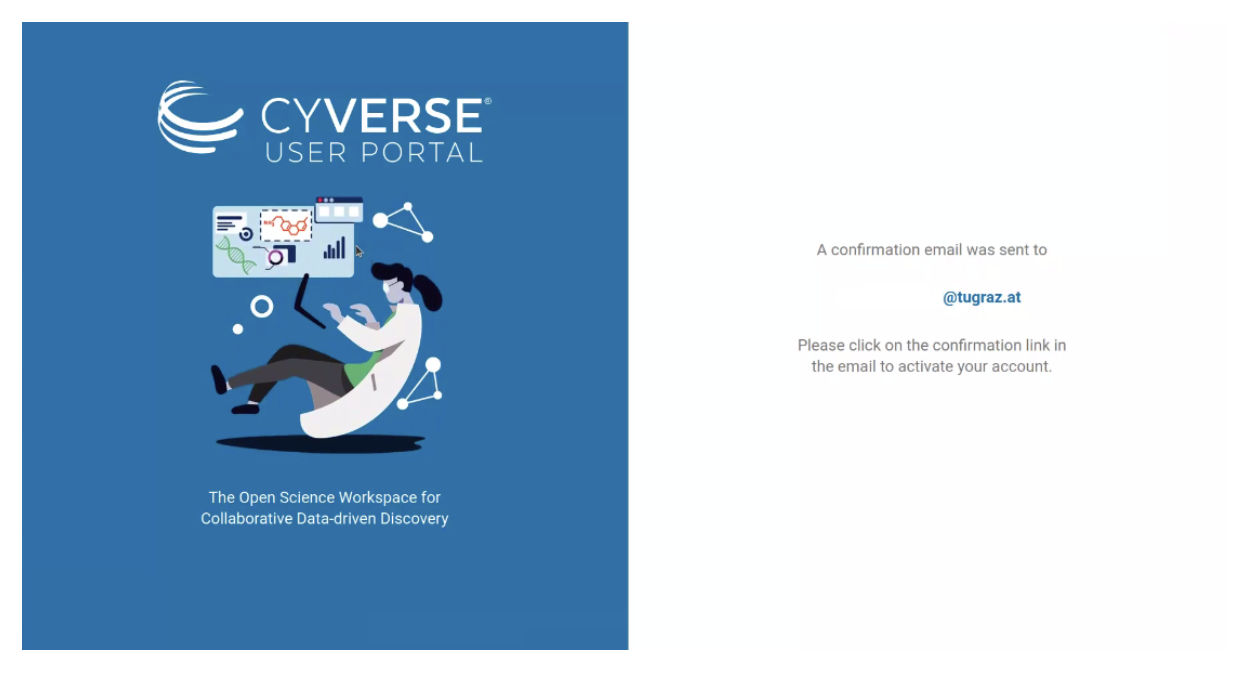 CYVERSE®
USER PORTAL
The Open Science Workspace for
Collaborative Data-driven Discovery
A confirmation email was sent to
@tugraz.at
Please click on the confirmation link in
the email to activate your account.